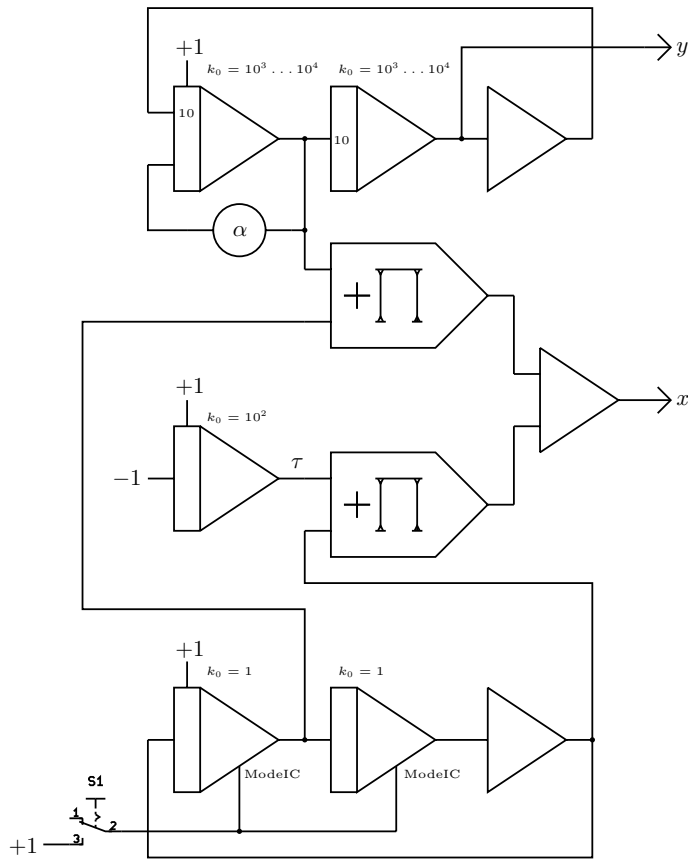 y
+1
k₀ = 10³ … 10⁴ k₀ = 10³ … 10⁴
10
10
α
+1
k₀ = 10²
x
−1
τ
+1
k₀ = 1 k₀ = 1
ModeIC ModeIC
S1
1
2
3
+1